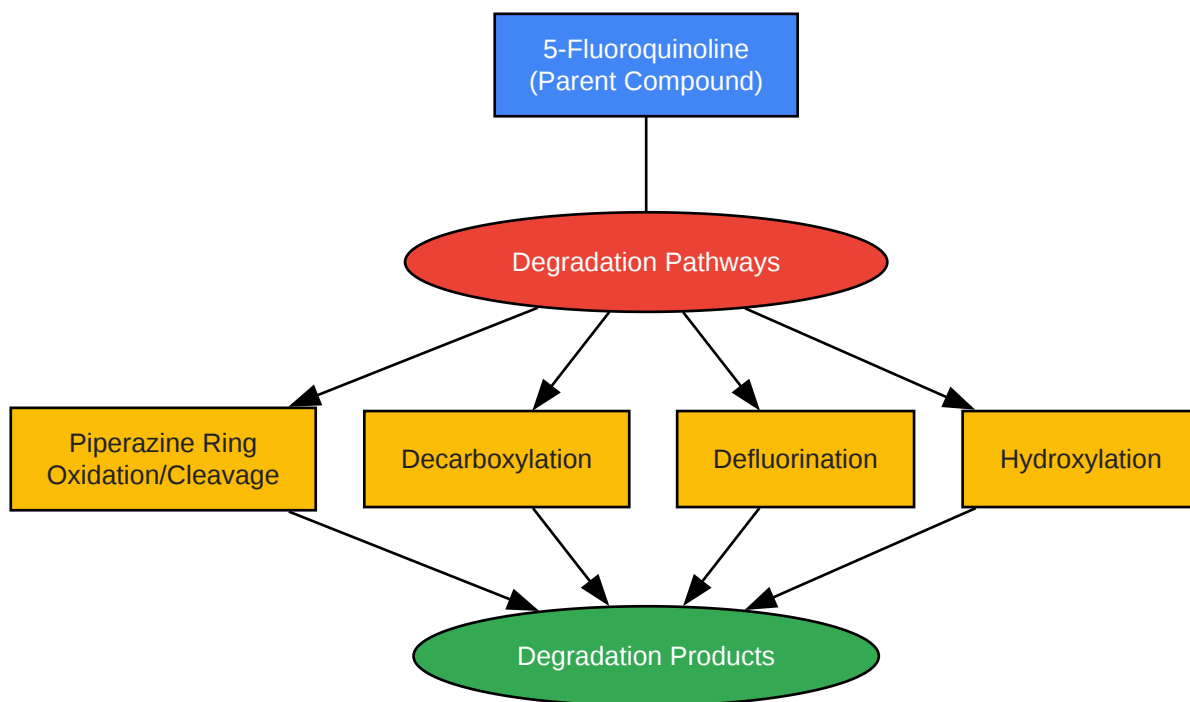 5-Fluoroquinoline
(Parent Compound)
Degradation Pathways
Piperazine Ring
Oxidation/Cleavage
Decarboxylation
Defluorination
Hydroxylation
Degradation Products